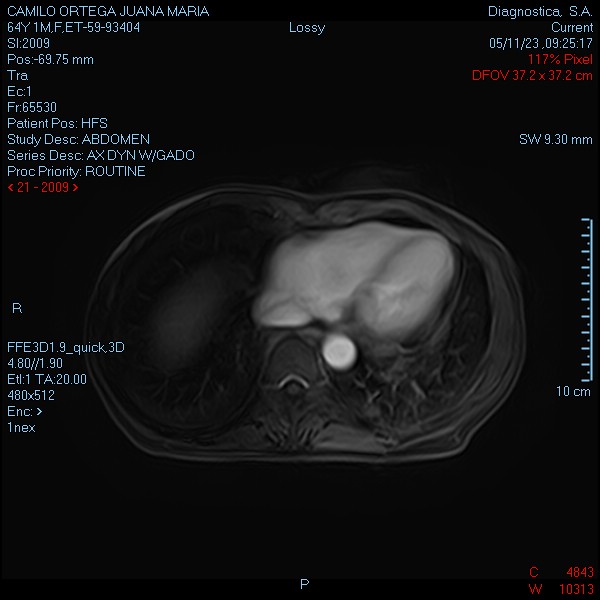 CAMILO ORTEGA JUANA MARIA
64Y 1M,F,ET-59-93404
SI:2009
Pos:-69.75 mm
Tra
Ec:1
Fr:65530
Patient Pos: HFS
Study Desc: ABDOMEN
Series Desc: AX DYN W/GADO
Proc Priority: ROUTINE
< 21 - 2009 >
Lossy
Diagnostica, S.A.
Current
05/11/23 ,09:25:17
117% Pixel
DFOV 37.2 x 37.2 cm
SW 9.30 mm
R
10 cm
FFE3D1.9_quick,3D
4.80//1.90
Etl:1 TA:20.00
480x512
Enc: >
1nex
P
C 4843
W 10313